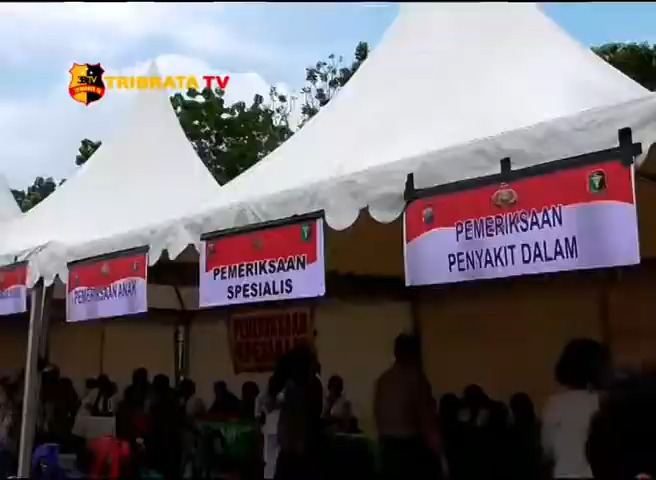 TRIBRATA TV
PEMERIKSAAN
PENYAKIT DALAM
PEMERIKSAAN
SPESIALIS
PEMERIKSAAN ANAK